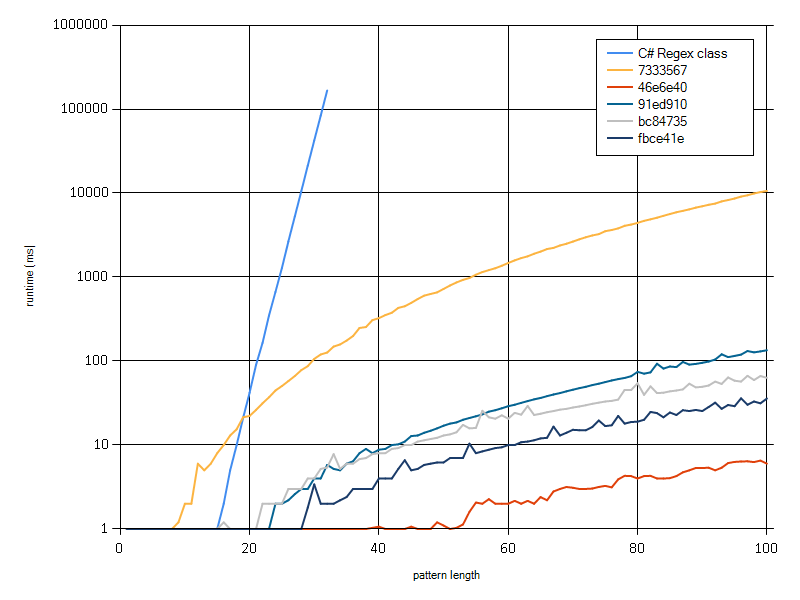 1000000
C# Regex class
7333567
46e6e40
91ed910
bc84735
fbce41e
100000
10000
1000
100
10
1
runtime [ms]
0 20 40 60 80 100
pattern length